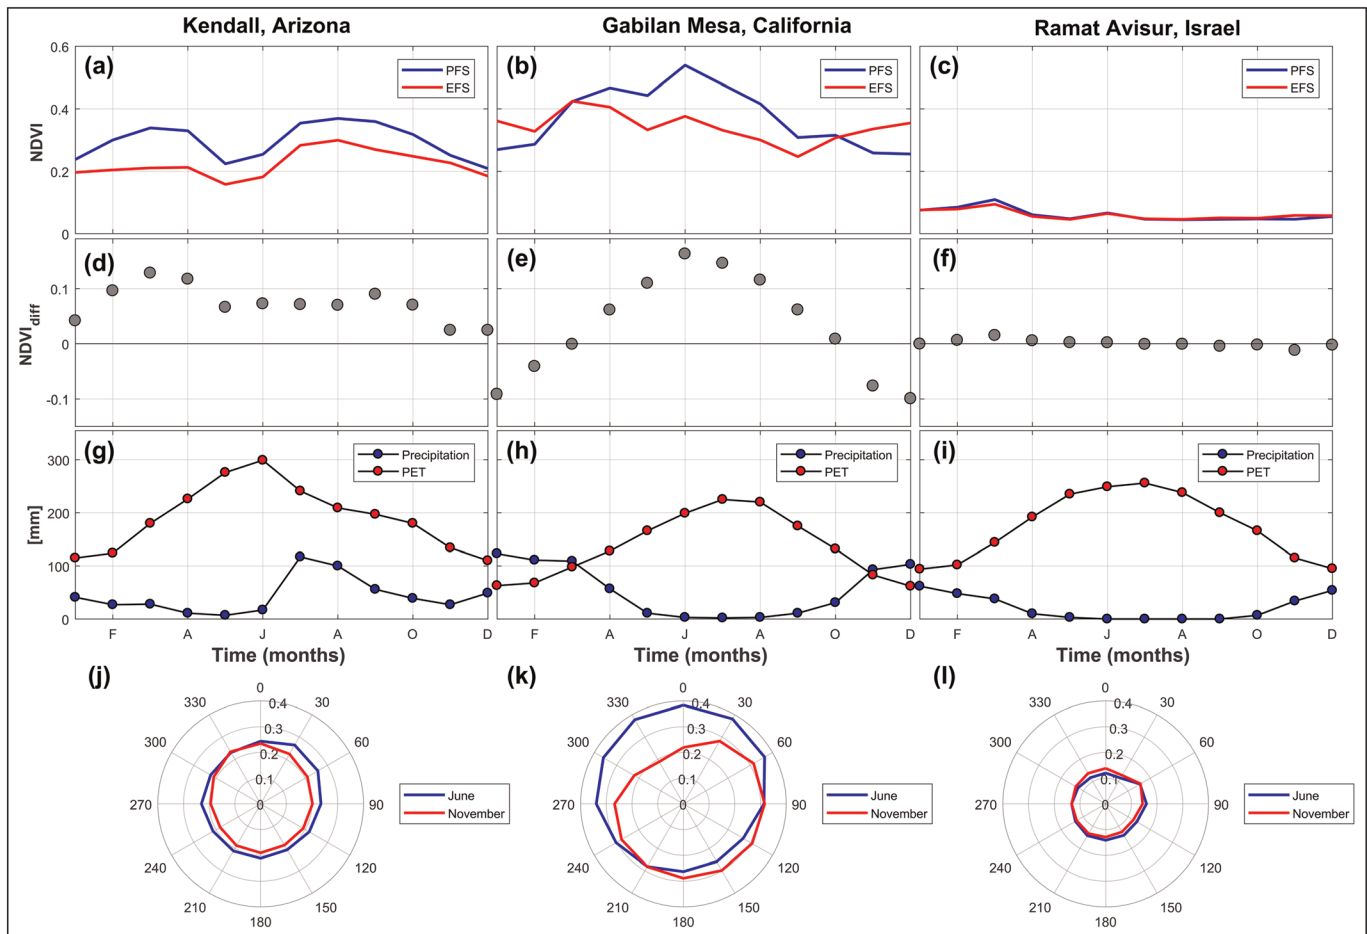 Kendall, Arizona
Gabilan Mesa, California
Ramat Avisur, Israel
(a)
PFS
EFS
(b)
PFS
EFS
(c)
PFS
EFS
NDVI
0.6
0.4
0.2
0
(d)
(e)
(f)
NDVI diff
0.1
0
-0.1
(g)
Precipitation
PET
(h)
Precipitation
PET
(i)
Precipitation
PET
[mm]
300
200
100
0
F A J A O D
F A J A O D
F A J A O D
Time (months)
Time (months)
Time (months)
(j)
0
30
60
90
120
150
180
210
240
270
300
330
0.4
0.3
0.2
0.1
0
June
November
(k)
0
30
60
90
120
150
180
210
240
270
300
330
0.4
0.3
0.2
0.1
0
June
November
(l)
0
30
60
90
120
150
180
210
240
270
300
330
0.4
0.3
0.2
0.1
0
June
November